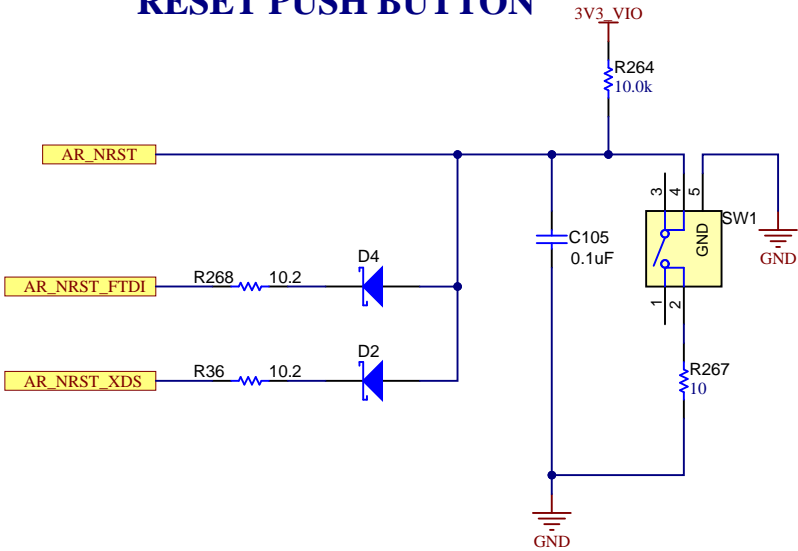 RESET PUSH BUTTON
3V3_VIO
R264
10.0k
AR_NRST
3
4
5
SW1
GND
GND
C105
0.1uF
D4
R268
10.2
AR_NRST_FTDI
1
2
D2
R36
10.2
AR_NRST_XDS
R267
10
GND